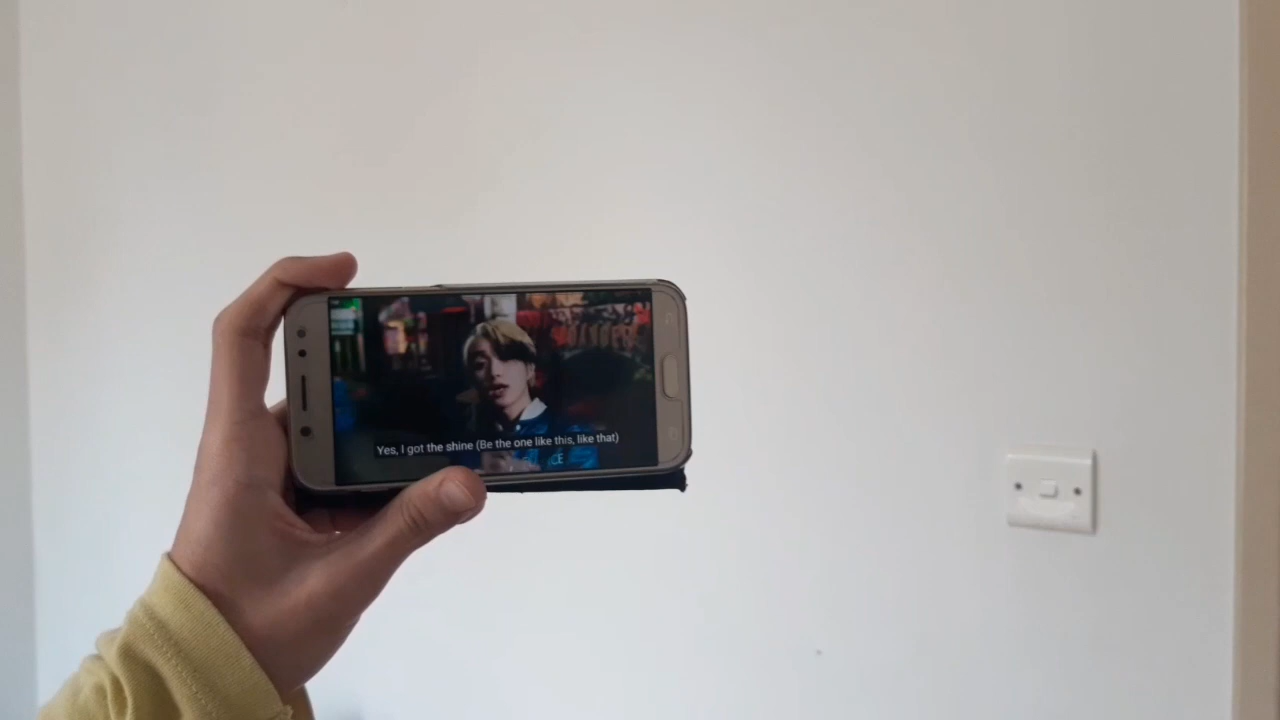 Yes, I got the shine (Be the one like this, like that)